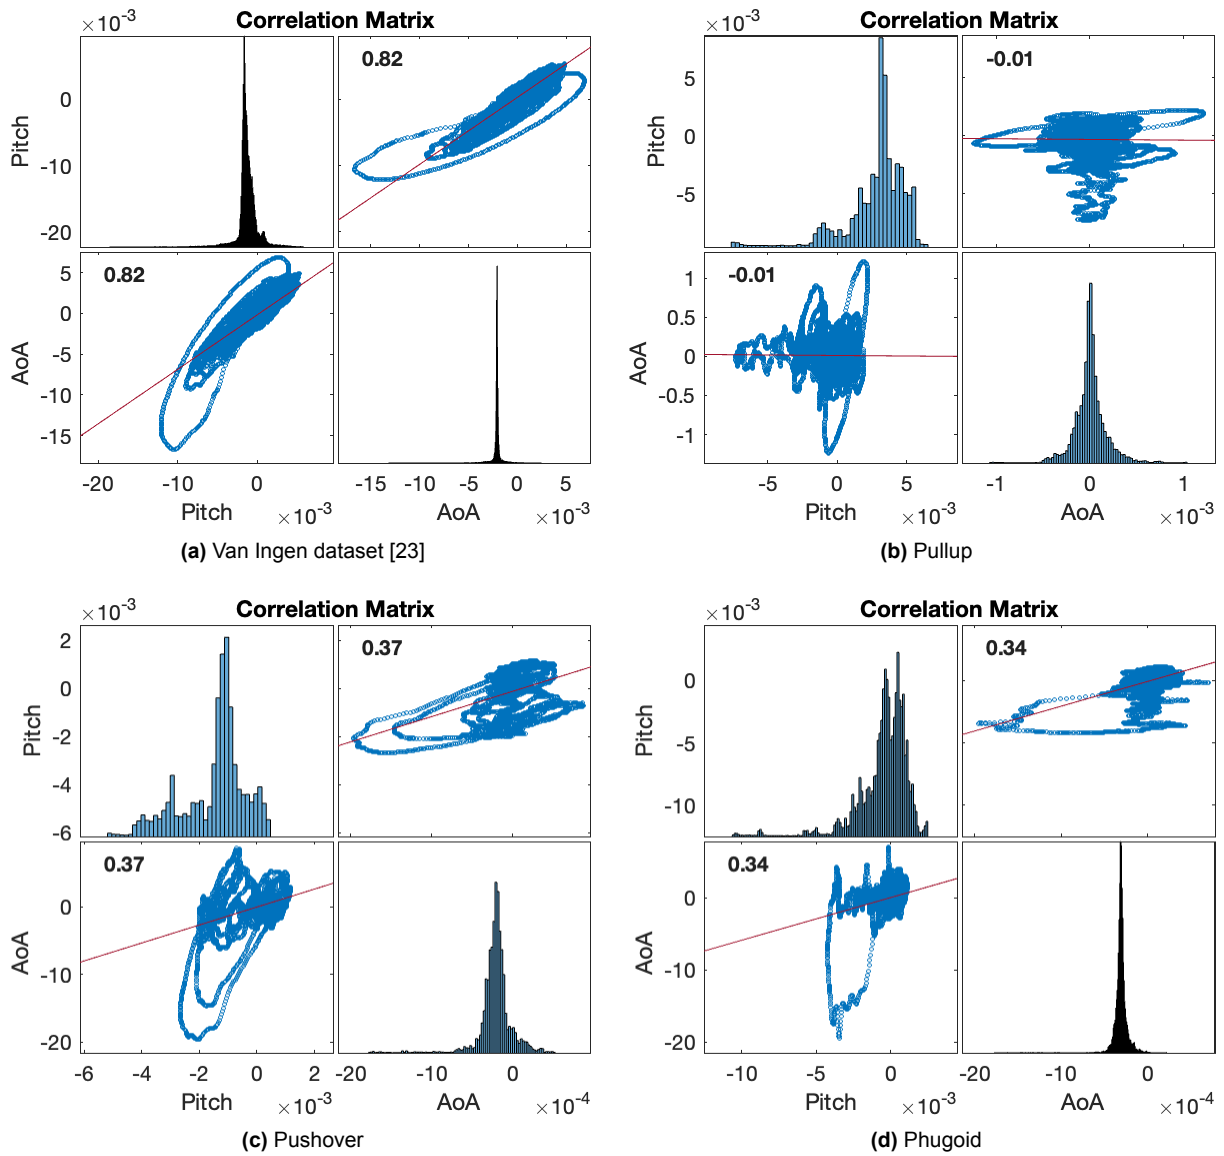 ×10-3 Correlation Matrix
0.82
0
-10
-20
Pitch
0.82
5
0
-5
-10
-15
AoA
-20 -10 0 -15 -10 -5 0 5
Pitch ×10-3 AoA ×10-3
(a) Van Ingen dataset [23]
×10-3 Correlation Matrix
-0.01
5
0
-5
Pitch
-0.01
1
0.5
0
-0.5
-1
AoA
-5 0 5 -1 0 1
Pitch ×10-3 AoA ×10-3
(b) Pullup
×10-3 Correlation Matrix
0.37
2
0
-2
-4
-6
Pitch
0.37
0
-10
-20
AoA
-6 -4 -2 0 2 -20 -10 0
Pitch ×10-3 AoA ×10-4
(c) Pushover
×10-3 Correlation Matrix
0.34
0
-5
-10
Pitch
0.34
0
-10
-20
AoA
-10 -5 0 -20 -10 0
Pitch ×10-3 AoA ×10-4
(d) Phugoid